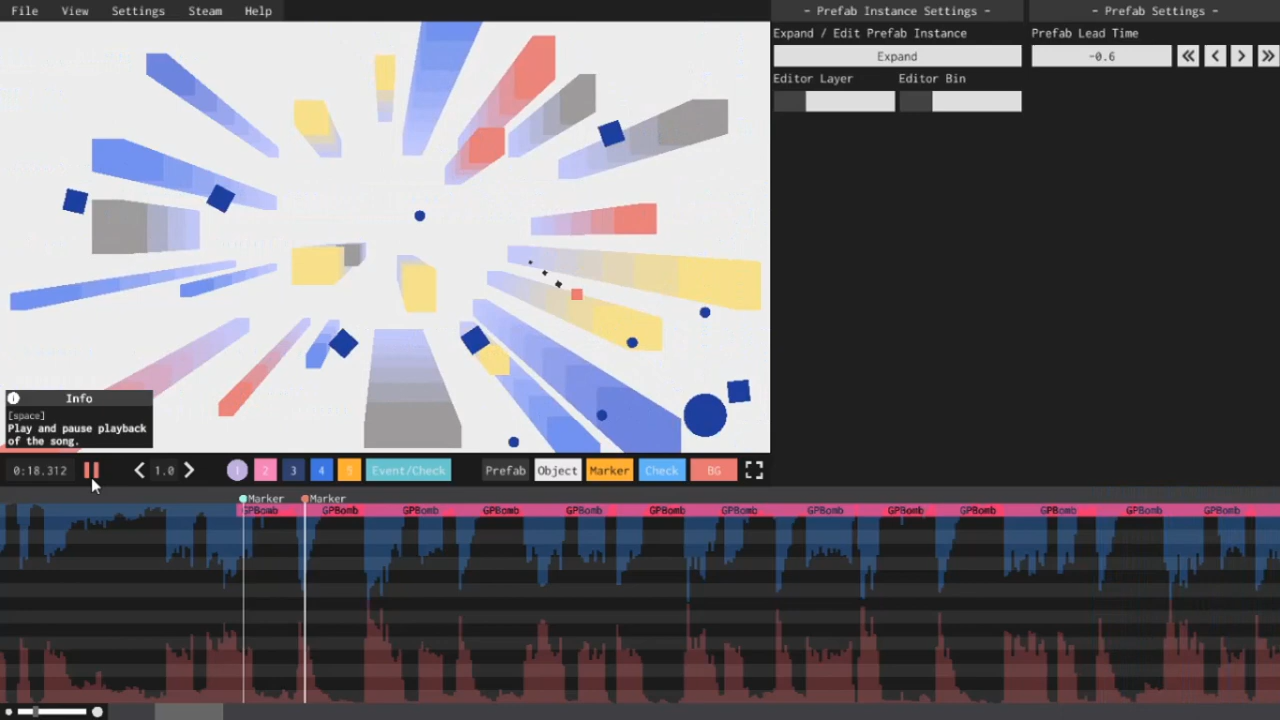 File View Settings Steam Help
- Prefab Instance Settings -
- Prefab Settings -
Expand / Edit Prefab Instance
Prefab Lead Time
Expand
-0.6
Editor Layer
Editor Bin
Info
[space]
Play and pause playback
of the song.
0:18.312
1.0
1 2 3 4 5 Event/Check
Prefab Object Marker Check BG
Marker Marker
GPBomb GPBomb GPBomb GPBomb GPBomb GPBomb GPBomb GPBomb GPBomb GPBomb GPBomb GPBomb GPBomb